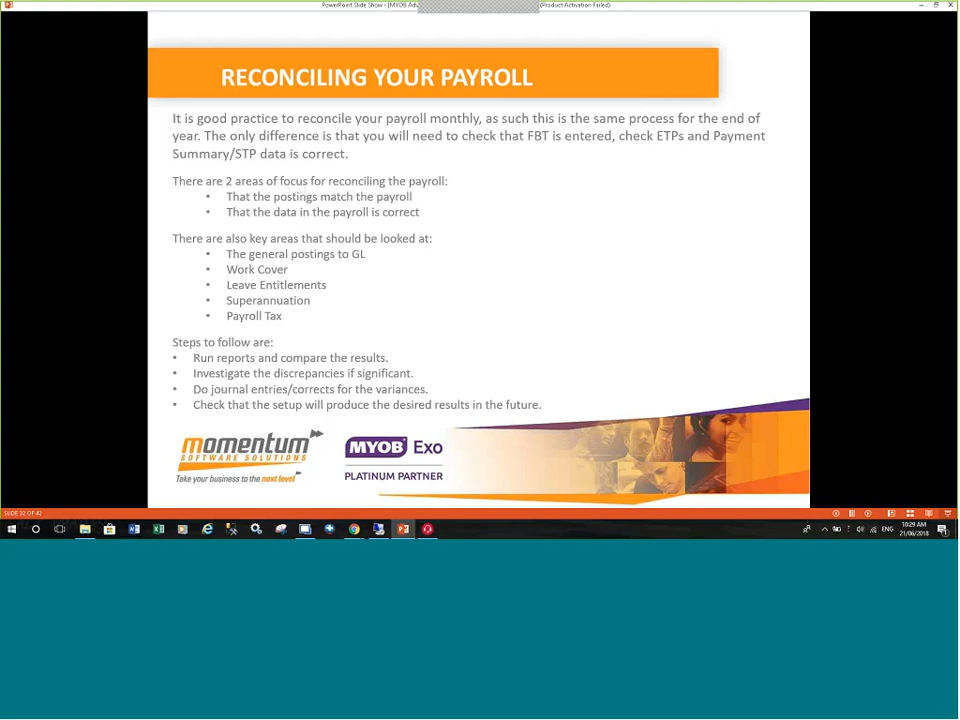 PowerPoint Slide Show - [MYOB Adv (Product Activation Failed)
RECONCILING YOUR PAYROLL
It is good practice to reconcile your payroll monthly, as such this is the same process for the end of
year. The only difference is that you will need to check that FBT is entered, check ETPs and Payment
Summary/STP data is correct.
There are 2 areas of focus for reconciling the payroll:
• That the postings match the payroll
• That the data in the payroll is correct
There are also key areas that should be looked at:
• The general postings to GL
• Work Cover
• Leave Entitlements
• Superannuation
• Payroll Tax
Steps to follow are:
• Run reports and compare the results.
• Investigate the discrepancies if significant.
• Do journal entries/corrects for the variances.
• Check that the setup will produce the desired results in the future.
momentum
SOFTWARE SOLUTIONS
Take your business to the next level
MYOB Exo
PLATINUM PARTNER
SLIDE 32 OF 42
ENG
10:29 AM
21/06/2018